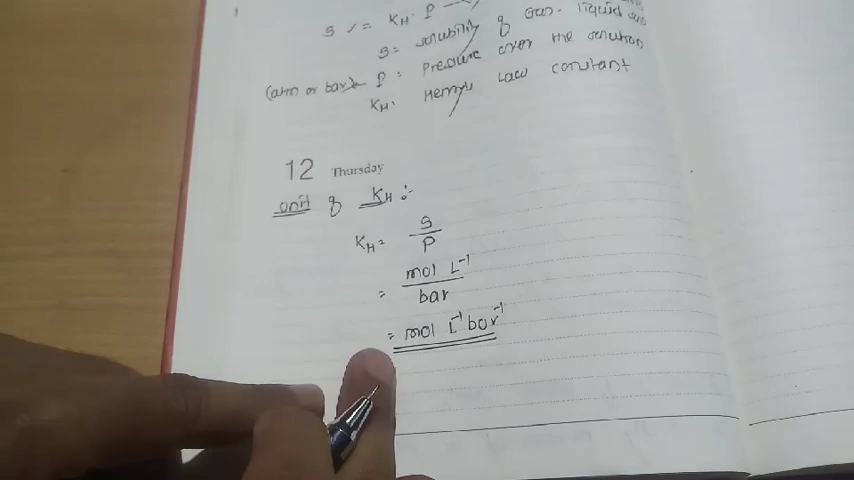 S = KH. P
S = solubility of Gas. liquid
(atm or bar) P = Pressure over the solution
KH. Henrys Law constant
12 Thursday
unit of KH :-
KH = S/P
= mol L⁻¹ / bar
= mol L⁻¹ bar⁻¹